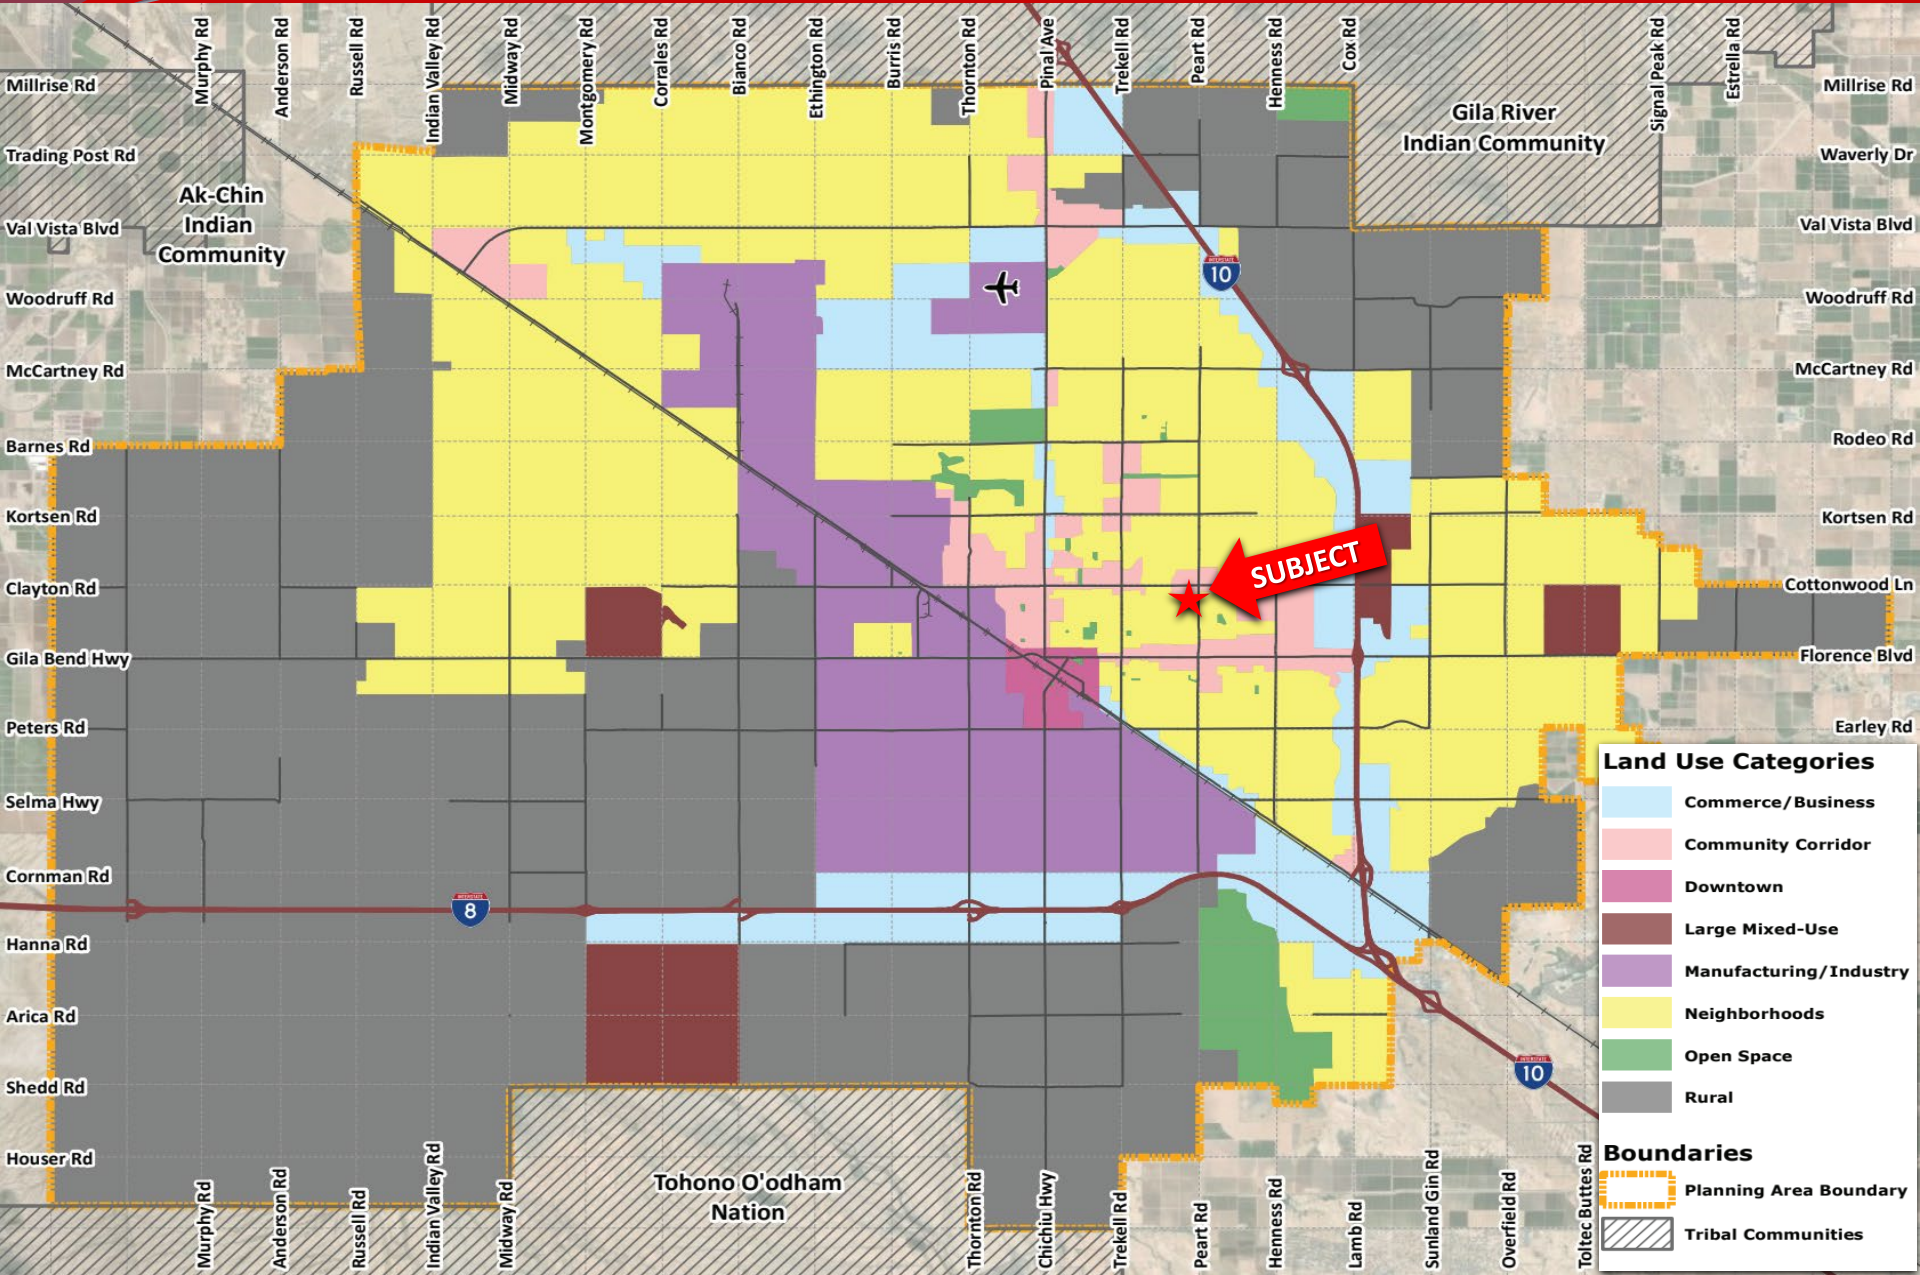 Murphy Rd
Anderson Rd
Russell Rd
Indian Valley Rd
Midway Rd
Montgomery Rd
Corrales Rd
Bianco Rd
Ethington Rd
Burris Rd
Thornton Rd
Pinal Ave
Trekell Rd
Peart Rd
Henness Rd
Cox Rd
Signal Peak Rd
Estrella Rd
Millrise Rd
Millrise Rd
Gila River
Indian Community
Trading Post Rd
Waverly Dr
Ak-Chin
Indian
Community
Val Vista Blvd
Val Vista Blvd
INTERSTATE
10
Woodruff Rd
Woodruff Rd
McCartney Rd
McCartney Rd
Barnes Rd
Rodeo Rd
Kortsen Rd
Kortsen Rd
SUBJECT
Clayton Rd
Cottonwood Ln
Gila Bend Hwy
Florence Blvd
Peters Rd
Earley Rd
Selma Hwy
Cornman Rd
INTERSTATE
8
Hanna Rd
Arica Rd
INTERSTATE
10
Shedd Rd
Houser Rd
Tohono O'odham
Nation
Murphy Rd
Anderson Rd
Russell Rd
Indian Valley Rd
Midway Rd
Thornton Rd
Chichiu Hwy
Trekell Rd
Peart Rd
Henness Rd
Lamb Rd
Sunland Gin Rd
Overfield Rd
Toltec Buttes Rd
Land Use Categories
Commerce/Business
Community Corridor
Downtown
Large Mixed-Use
Manufacturing/Industry
Neighborhoods
Open Space
Rural
Boundaries
Planning Area Boundary
Tribal Communities